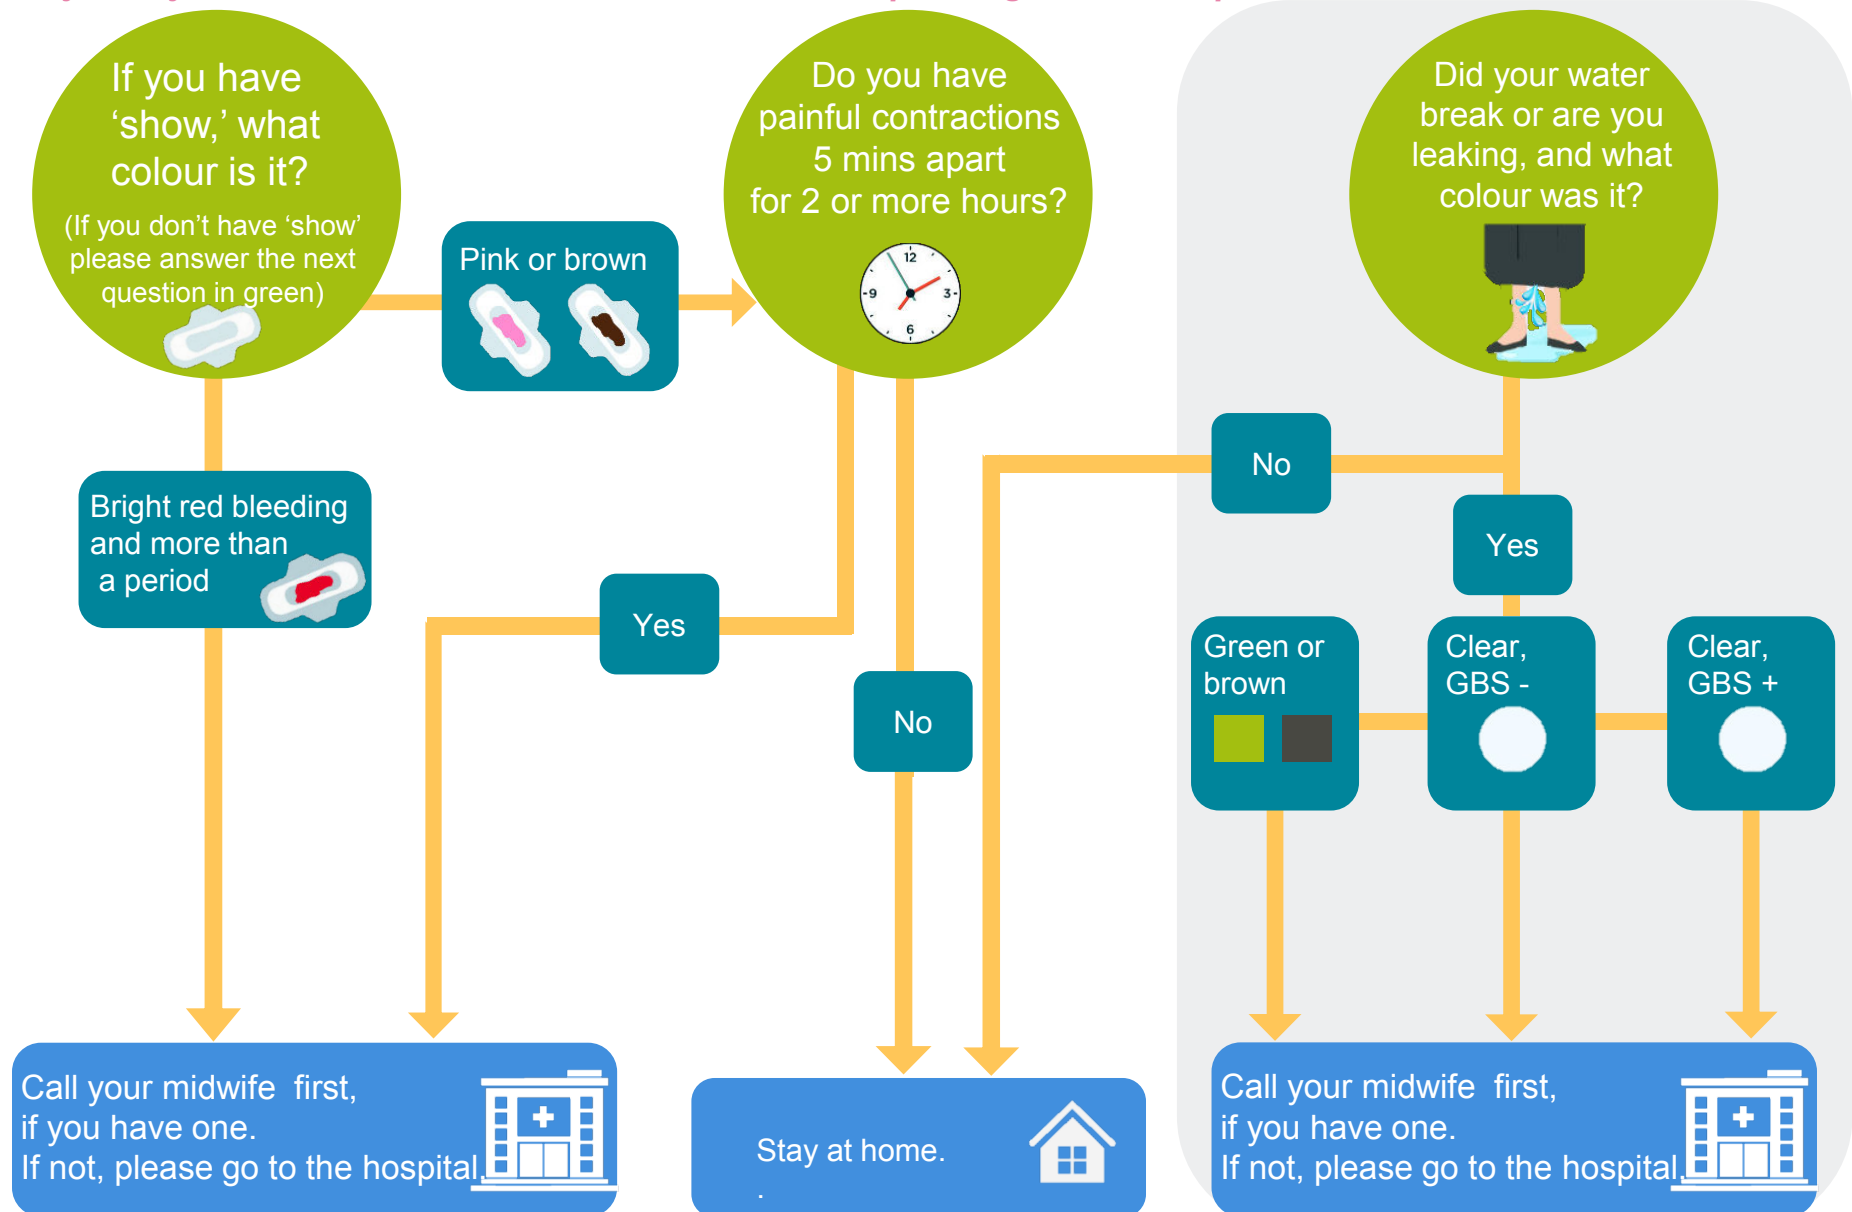 If you have
‘show,’ what
colour is it?
(If you don’t have ‘show’
please answer the next
question in green)
Pink or brown
Do you have
painful contractions
5 mins apart
for 2 or more hours?
12
9
3
6
Did your water
break or are you
leaking, and what
colour was it?
No
Yes
Bright red bleeding
and more than
a period
Yes
No
Green or
brown
Clear,
GBS -
Clear,
GBS +
Call your midwife first,
if you have one.
If not, please go to the hospital.
Stay at home.
.
Call your midwife first,
if you have one.
If not, please go to the hospital.